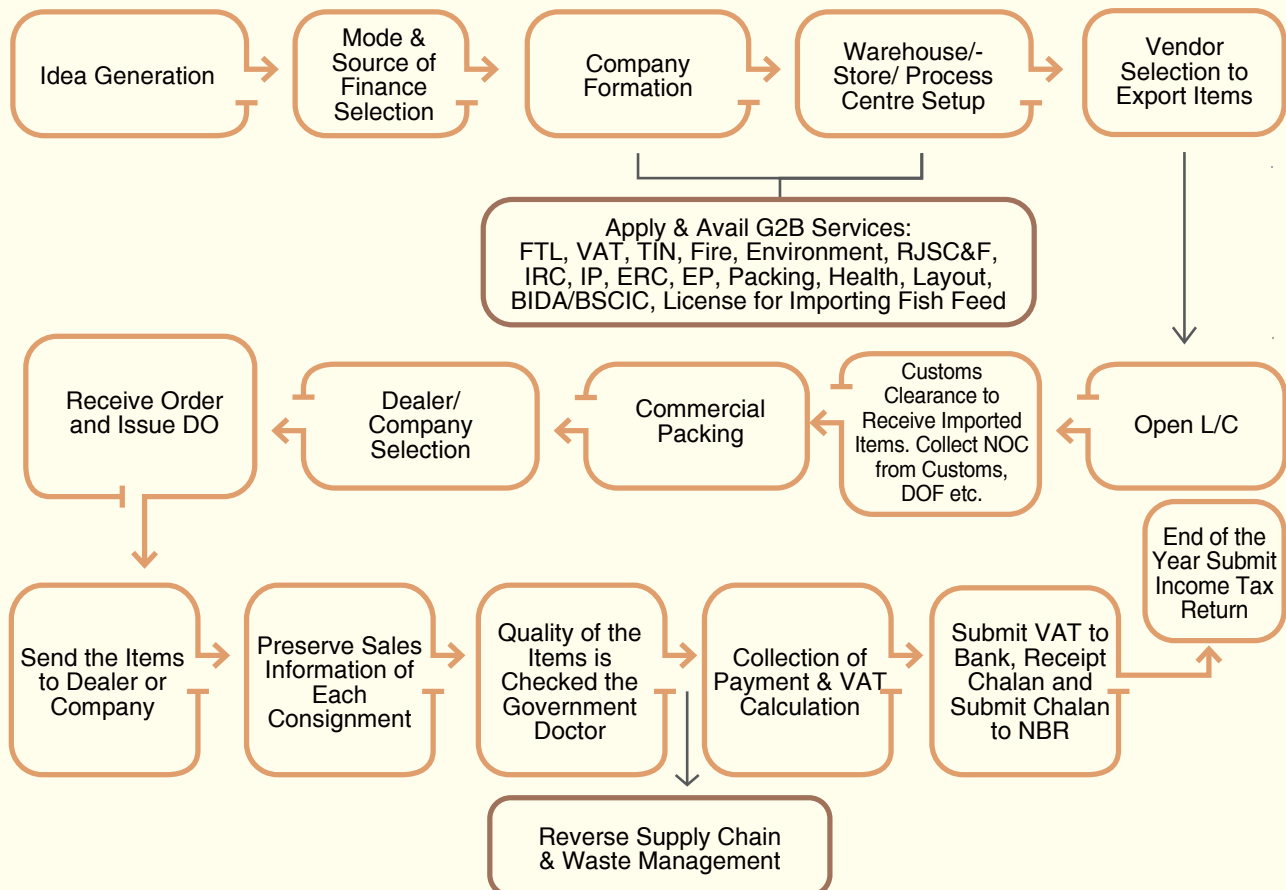 Idea Generation
Mode &
Source of
Finance
Selection
Company
Formation
Warehouse/-
Store/ Process
Centre Setup
Vendor
Selection to
Export Items
Apply & Avail G2B Services:
FTL, VAT, TIN, Fire, Environment, RJSC&F,
IRC, IP, ERC, EP, Packing, Health, Layout,
BIDA/BSCIC, License for Importing Fish Feed
Open L/C
Customs
Clearance to
Receive Imported
Items. Collect NOC
from Customs,
DOF etc.
Commercial
Packing
Dealer/
Company
Selection
Receive Order
and Issue DO
Send the Items
to Dealer or
Company
Preserve Sales
Information of
Each
Consignment
Quality of the
Items is
Checked the
Government
Doctor
Collection of
Payment & VAT
Calculation
Submit VAT to
Bank, Receipt
Chalan and
Submit Chalan
to NBR
End of the
Year Submit
Income Tax
Return
Reverse Supply Chain
& Waste Management